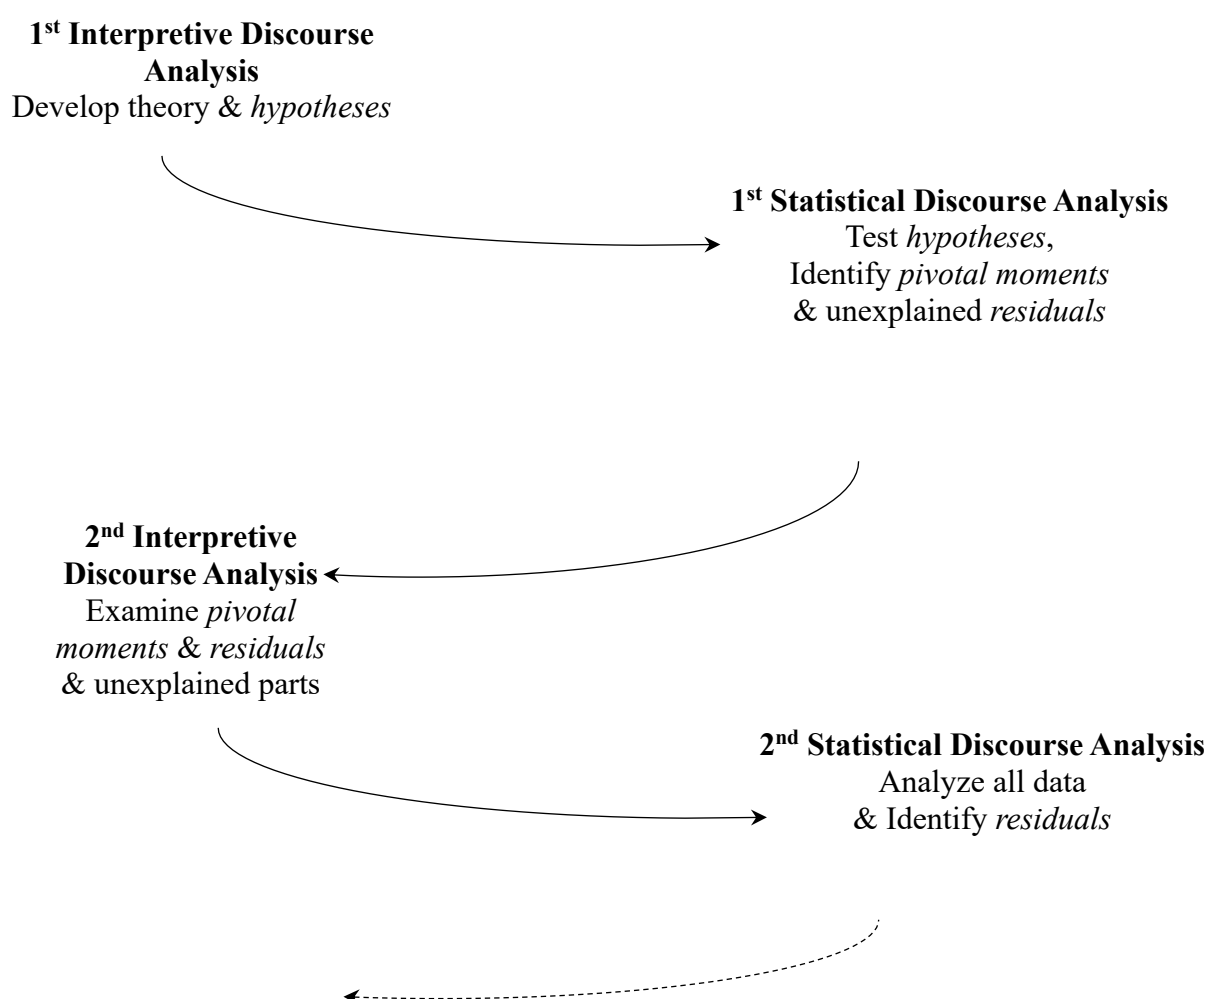 1st Interpretive Discourse
Analysis
Develop theory & hypotheses
1st Statistical Discourse Analysis
Test hypotheses,
Identify pivotal moments
& unexplained residuals
2nd Interpretive
Discourse Analysis
Examine pivotal
moments & residuals
& unexplained parts
2nd Statistical Discourse Analysis
Analyze all data
& Identify residuals